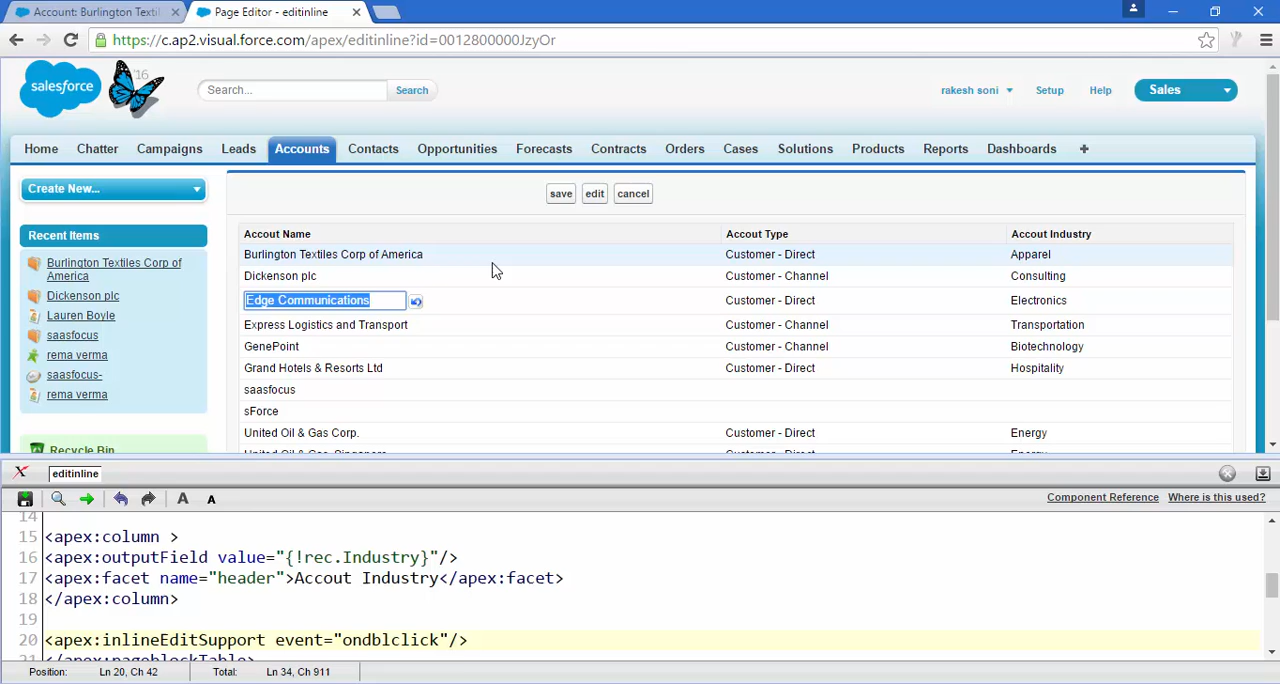 Account: Burlington Textil
Page Editor - editinline
https://c.ap2.visual.force.com/apex/editinline?id=0012800000JzyOr
salesforce
'16
Search...
Search
rakesh soni
Setup
Help
Sales
Home
Chatter
Campaigns
Leads
Accounts
Contacts
Opportunities
Forecasts
Contracts
Orders
Cases
Solutions
Products
Reports
Dashboards
+
Create New...
save
edit
cancel
Recent Items
Burlington Textiles Corp of
America
Dickenson plc
Lauren Boyle
saasfocus
rema verma
saasfocus-
rema verma
Recycle Bin
Accout Name Accout Type Accout Industry
Burlington Textiles Corp of America Customer - Direct Apparel
Dickenson plc Customer - Channel Consulting
Edge Communications Customer - Direct Electronics
Express Logistics and Transport Customer - Channel Transportation
GenePoint Customer - Channel Biotechnology
Grand Hotels & Resorts Ltd Customer - Direct Hospitality
saasfocus
sForce
United Oil & Gas Corp. Customer - Direct Energy
editinline
A A
Component Reference
Where is this used?
14
15 <apex:column >
16 <apex:outputField value="{!rec.Industry}"/>
17 <apex:facet name="header">Accout Industry</apex:facet>
18 </apex:column>
19
20 <apex:inlineEditSupport event="ondblclick"/>
21 </apex:pageblockTable>
Position: Ln 20, Ch 42 Total: Ln 34, Ch 911